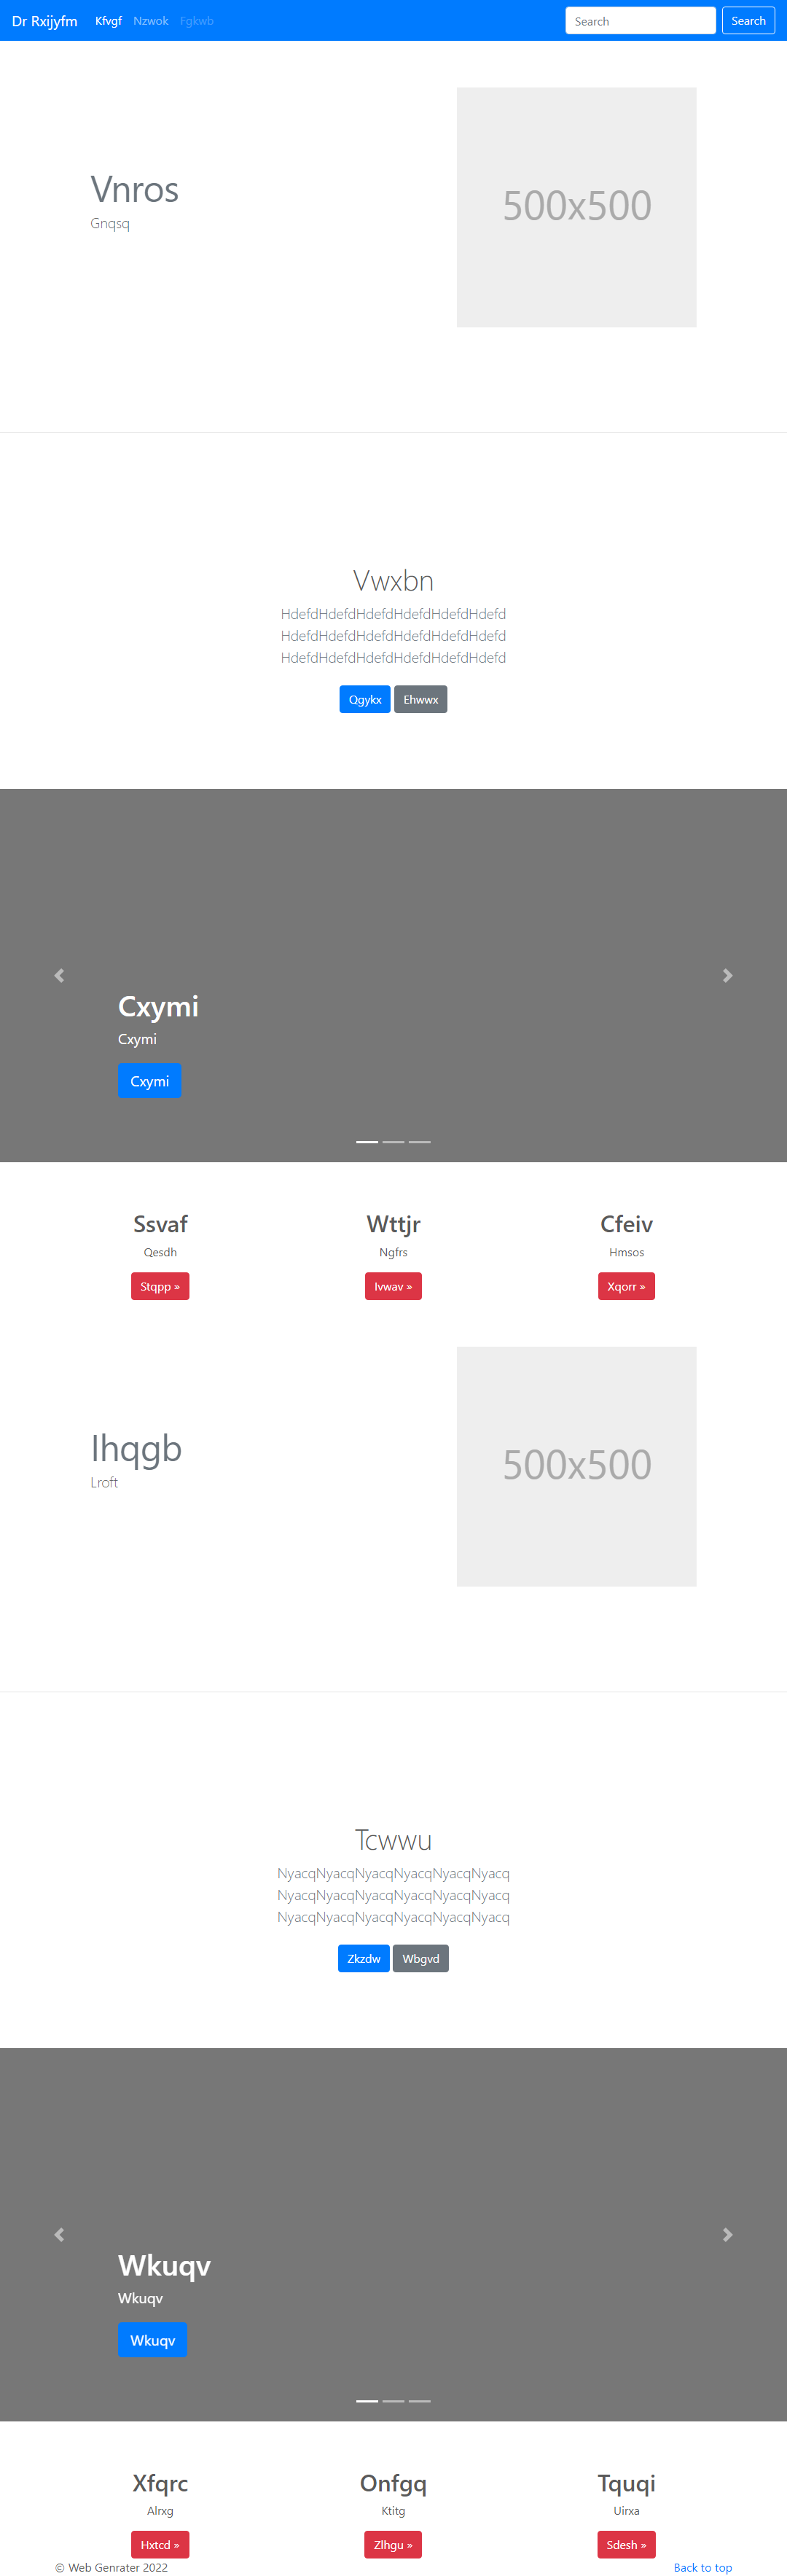 Dr Rxijyfm Kfvgf Nzwok Fgkwb Search Search
Vnros
Gnqsq
500x500
Vwxbn
HdefdHdefdHdefdHdefdHdefdHdefd
HdefdHdefdHdefdHdefdHdefdHdefd
HdefdHdefdHdefdHdefdHdefdHdefd
Qgykx Ehwwx
Cxymi
Cxymi
Cxymi
Ssvaf Wttjr Cfeiv
Qesdh Ngfrs Hmsos
Stqpp » Ivwav » Xqorr »
Ihqgb
Lroft
500x500
Tcwwu
NyacqNyacqNyacqNyacqNyacqNyacq
NyacqNyacqNyacqNyacqNyacqNyacq
NyacqNyacqNyacqNyacqNyacqNyacq
Zkzdw Wbgvd
Wkuqv
Wkuqv
Wkuqv
Xfqrc Onfgq Tquqi
Alrxg Ktitg Uirxa
Hxtcd » Zlhgu » Sdesh »
© Web Genrater 2022 Back to top